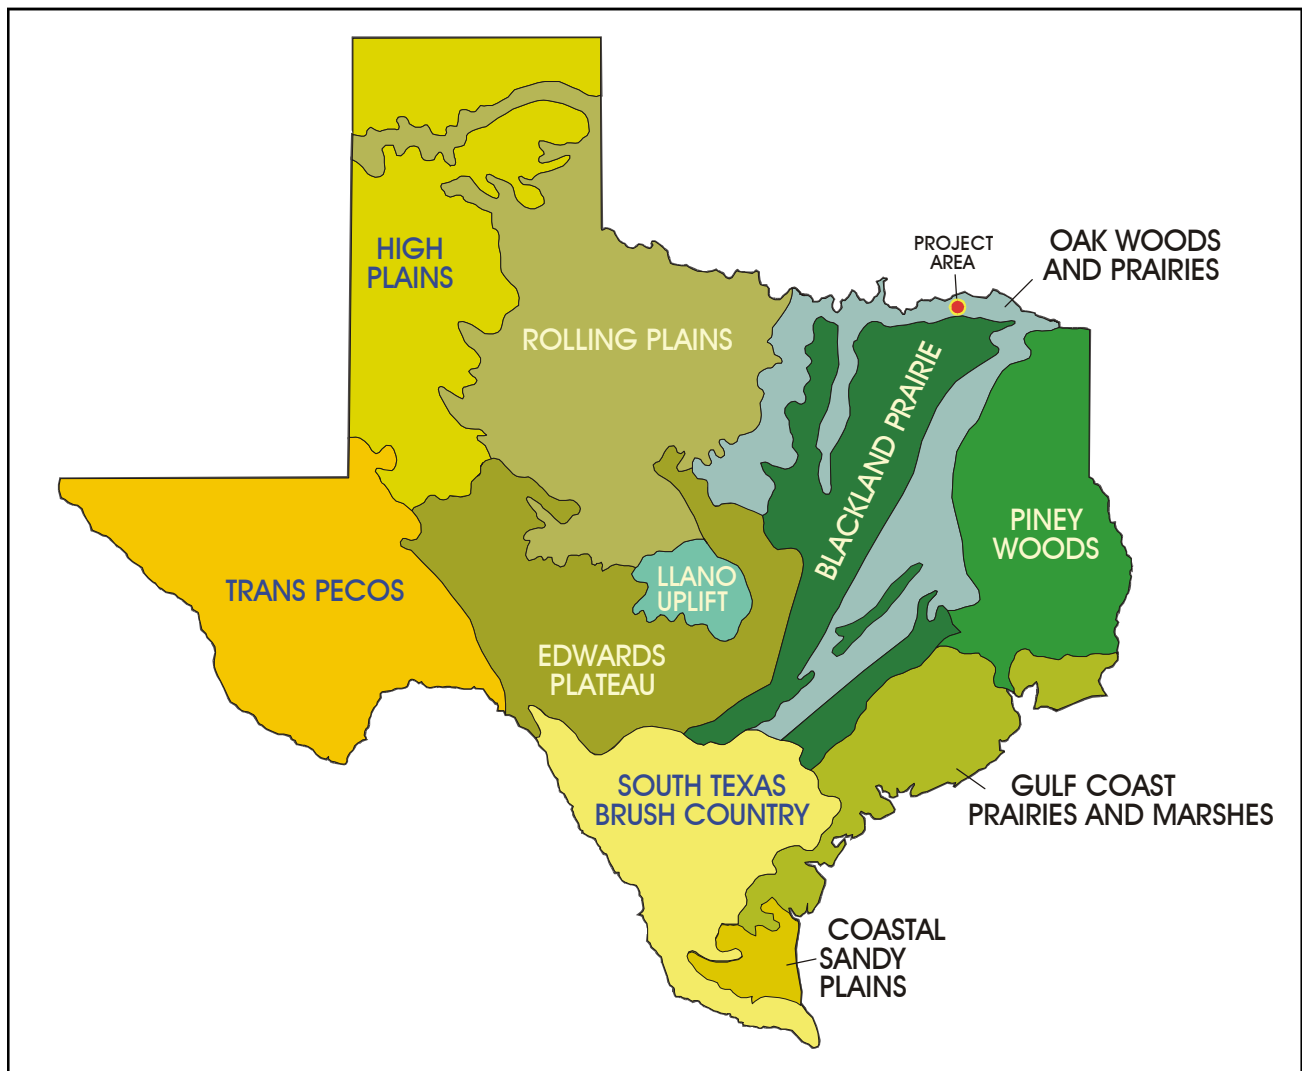 PROJECT
AREA
OAK WOODS
AND PRAIRIES
HIGH
PLAINS
ROLLING PLAINS
BLACKLAND PRAIRIE
PINEY
WOODS
TRANS PECOS
LLANO
UPLIFT
EDWARDS
PLATEAU
SOUTH TEXAS
BRUSH COUNTRY
GULF COAST
PRAIRIES AND MARSHES
COASTAL
SANDY
PLAINS